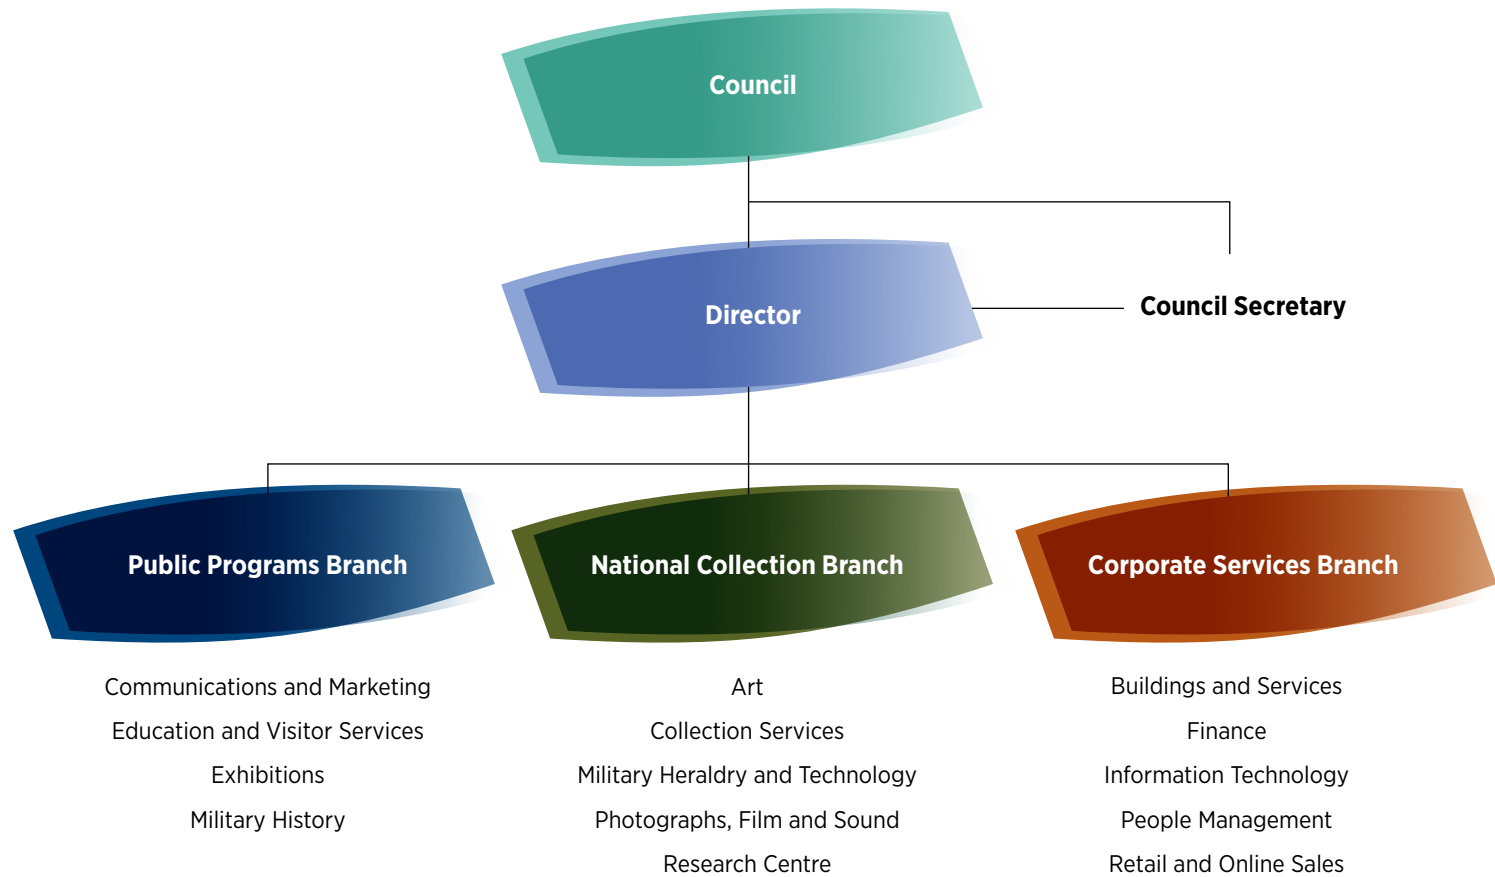 Council
Director
Council Secretary
Public Programs Branch
Communications and Marketing
Education and Visitor Services
Exhibitions
Military History
National Collection Branch
Art
Collection Services
Military Heraldry and Technology
Photographs, Film and Sound
Research Centre
Corporate Services Branch
Buildings and Services
Finance
Information Technology
People Management
Retail and Online Sales